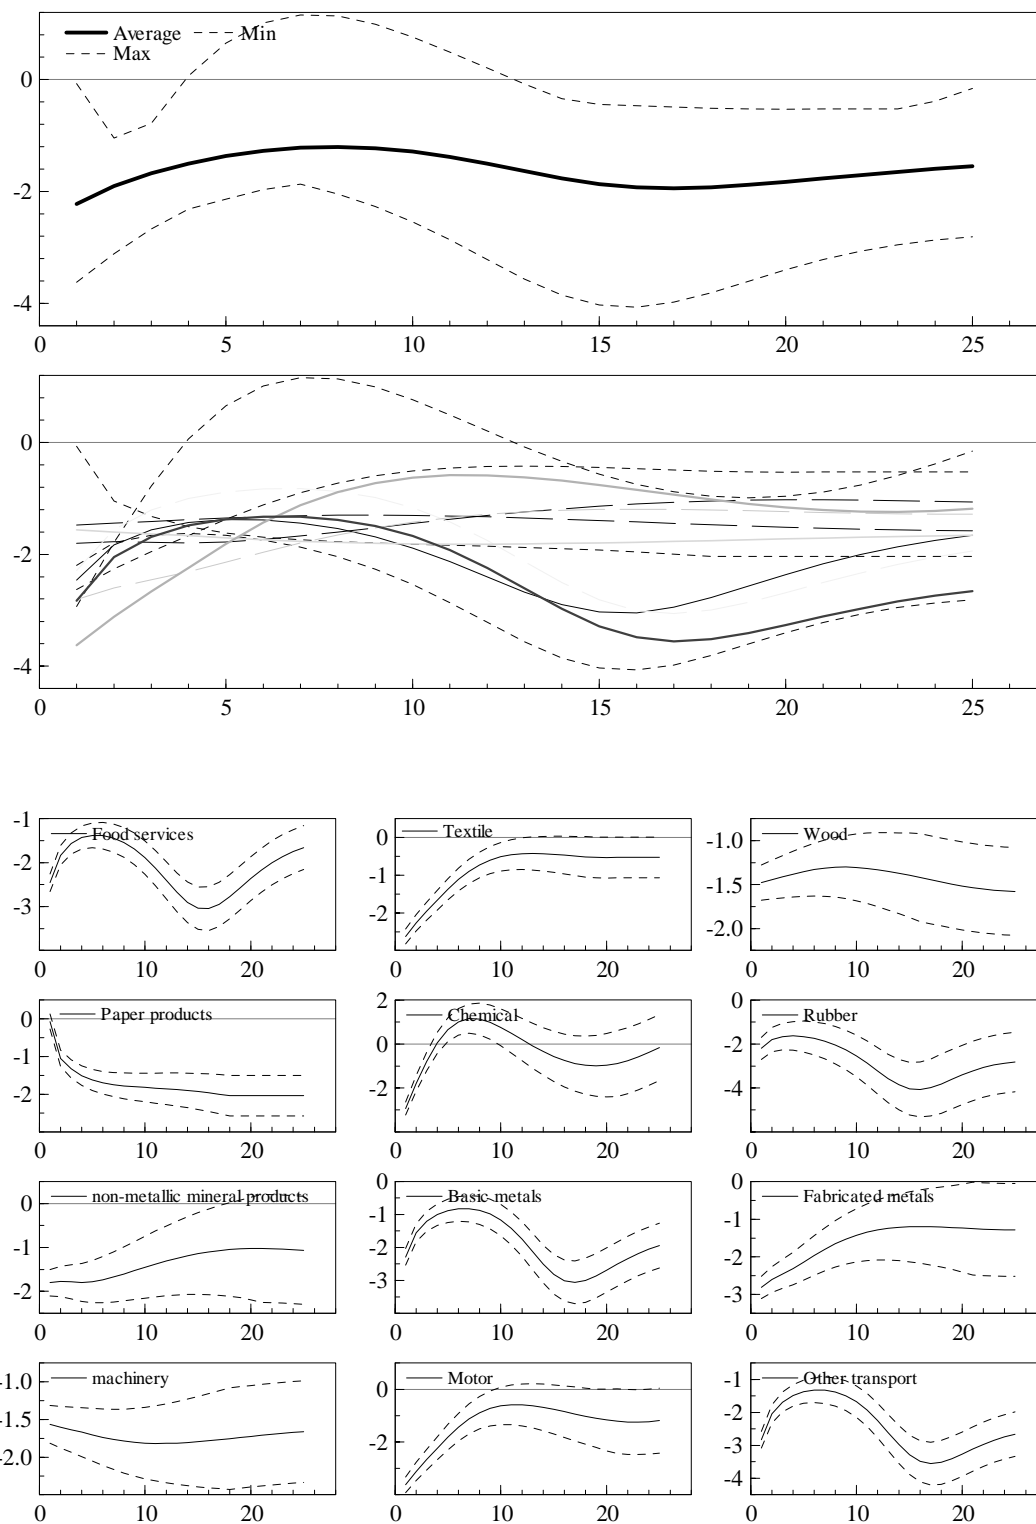 Average Min
Max
0
-2
-4
0 5 10 15 20 25
0
-2
-4
0 5 10 15 20 25
Food services
-1
-2
-3
0 10 20
Textile
0
-1
-2
0 10 20
Wood
-1.0
-1.5
-2.0
0 10 20
Paper products
0
-1
-2
0 10 20
Chemical
2
0
2
0 10 20
Rubber
0
-2
-4
0 10 20
non-metallic mineral products
0
-1
-2
0 10 20
Basic metals
0
-1
-2
-3
0 10 20
Fabricated metals
0
-1
-2
-3
0 10 20
machinery
-1.0
-1.5
-2.0
0 10 20
Motor
0
-2
0 10 20
Other transport
-1
-2
-3
-4
0 10 20